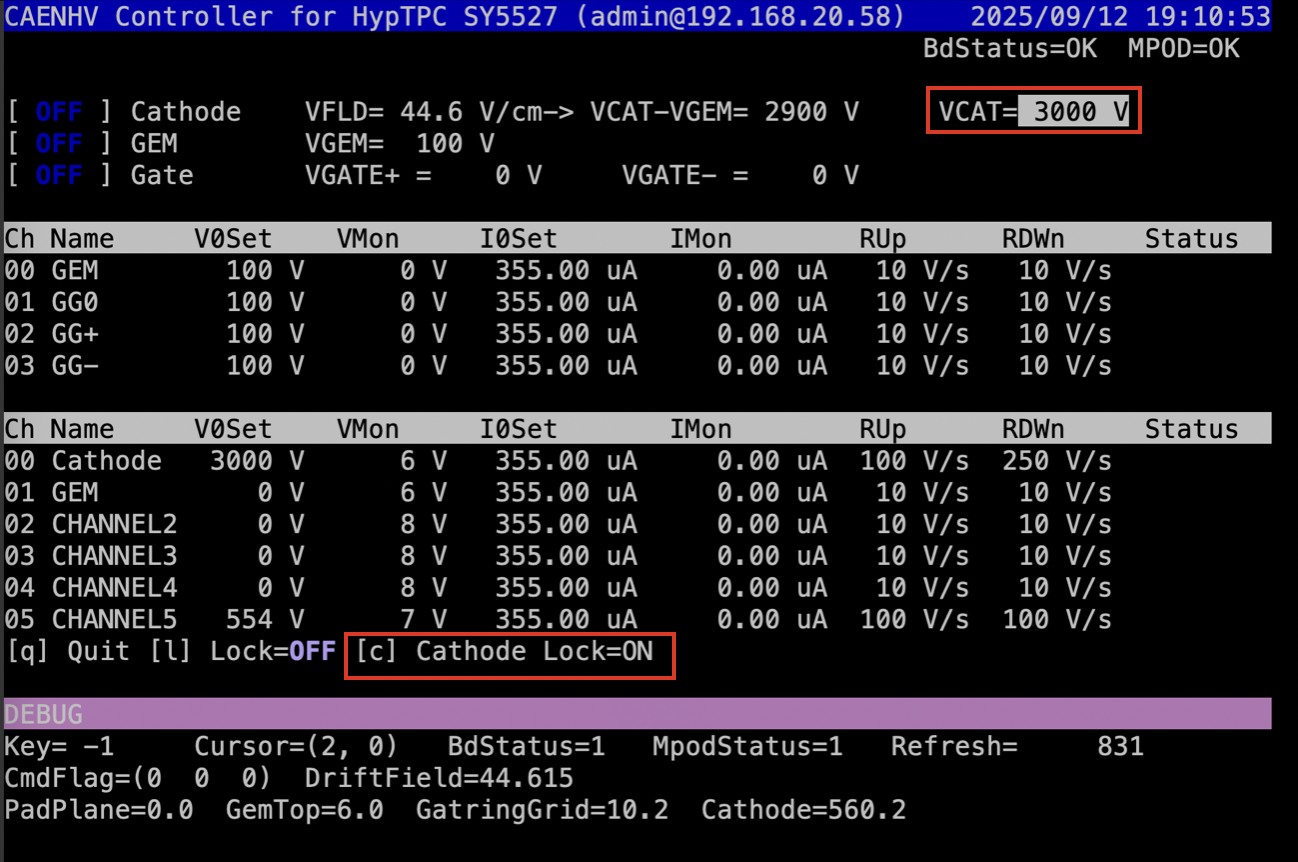 CAENHV Controller for HypTPC SY5527 (admin@192.168.20.58) 2025/09/12 19:10:53
BdStatus=OK MPOD=OK
[ OFF ] Cathode VFLD= 44.6 V/cm-> VCAT-VGEM= 2900 V VCAT= 3000 V
[ OFF ] GEM VGEM= 100 V
[ OFF ] Gate VGATE+ = 0 V VGATE- = 0 V
Ch Name V0Set VMon I0Set IMon RUp RDWn Status
00 GEM 100 V 0 V 355.00 uA 0.00 uA 10 V/s 10 V/s
01 GG0 100 V 0 V 355.00 uA 0.00 uA 10 V/s 10 V/s
02 GG+ 100 V 0 V 355.00 uA 0.00 uA 10 V/s 10 V/s
03 GG- 100 V 0 V 355.00 uA 0.00 uA 10 V/s 10 V/s
Ch Name V0Set VMon I0Set IMon RUp RDWn Status
00 Cathode 3000 V 6 V 355.00 uA 0.00 uA 100 V/s 250 V/s
01 GEM 0 V 6 V 355.00 uA 0.00 uA 10 V/s 10 V/s
02 CHANNEL2 0 V 8 V 355.00 uA 0.00 uA 10 V/s 10 V/s
03 CHANNEL3 0 V 8 V 355.00 uA 0.00 uA 10 V/s 10 V/s
04 CHANNEL4 0 V 8 V 355.00 uA 0.00 uA 10 V/s 10 V/s
05 CHANNEL5 554 V 7 V 355.00 uA 0.00 uA 100 V/s 100 V/s
[q] Quit [l] Lock=OFF [c] Cathode Lock=ON
DEBUG
Key= -1 Cursor=(2, 0) BdStatus=1 MpodStatus=1 Refresh= 831
CmdFlag=(0 0 0) DriftField=44.615
PadPlane=0.0 GemTop=6.0 GatringGrid=10.2 Cathode=560.2